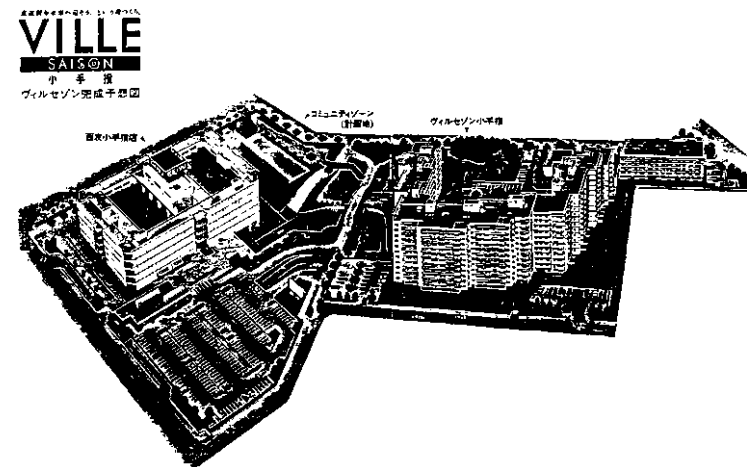 VILLE
SAISON
小手指
ヴィルセゾン完成予想図
コミュニティゾーン
(計画地)
ヴィルセゾン小手指
西友小手指店